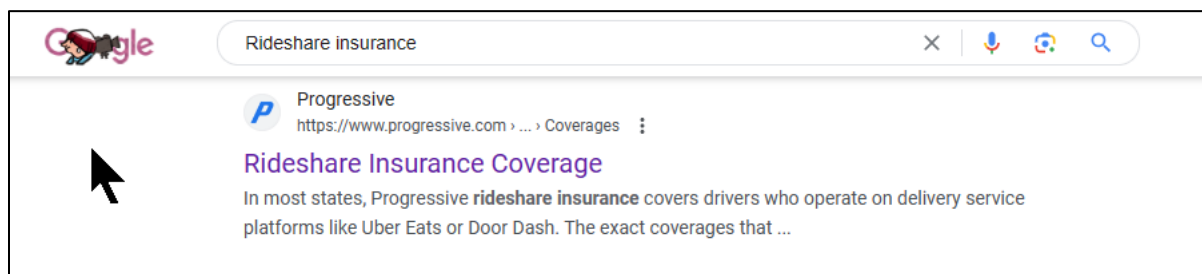 Google
Rideshare insurance
Progressive
https://www.progressive.com › ... › Coverages
Rideshare Insurance Coverage
In most states, Progressive rideshare insurance covers drivers who operate on delivery service
platforms like Uber Eats or Door Dash. The exact coverages that ...